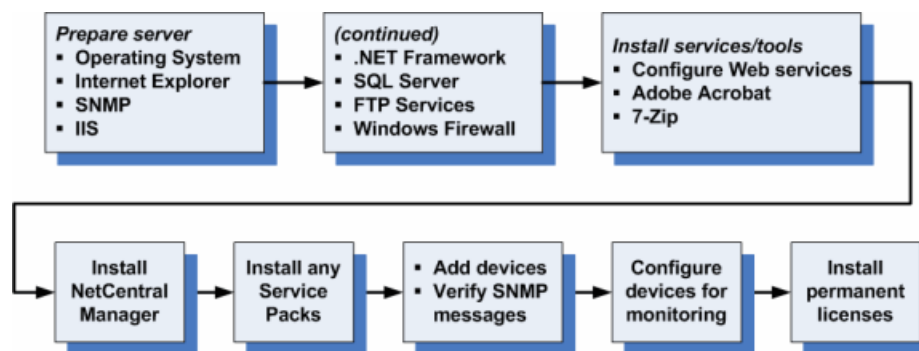 Prepare server
▪ Operating System
▪ Internet Explorer
▪ SNMP
▪ IIS
(continued)
▪ .NET Framework
▪ SQL Server
▪ FTP Services
▪ Windows Firewall
Install services/tools
▪ Configure Web services
▪ Adobe Acrobat
▪ 7-Zip
Install
NetCentral
Manager
Install any
Service
Packs
▪ Add devices
▪ Verify SNMP
messages
Configure
devices for
monitoring
Install
permanent
licenses